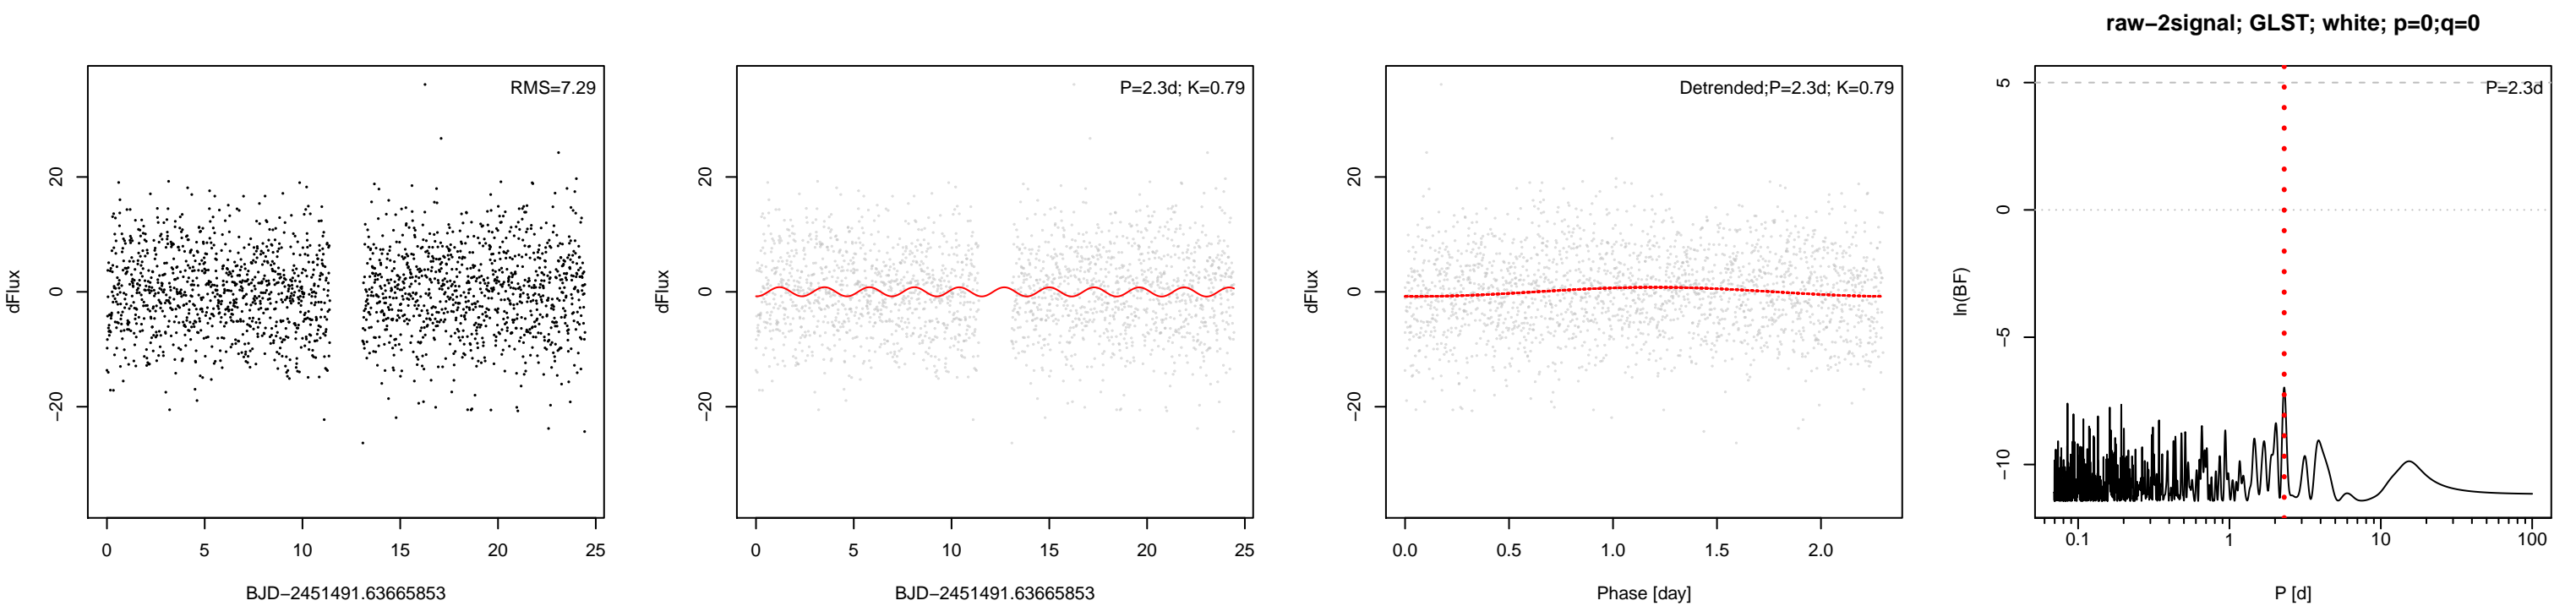 raw−2signal; GLST; white; p=0;q=0
RMS=7.29
dFlux
−20 0 20
0 5 10 15 20 25
BJD−2451491.63665853
P=2.3d; K=0.79
dFlux
−20 0 20
0 5 10 15 20 25
BJD−2451491.63665853
Detrended;P=2.3d; K=0.79
dFlux
−20 0 20
0.0 0.5 1.0 1.5 2.0
Phase [day]
P=2.3d
ln(BF)
−10 −5 0 5
0.1 1 10 100
P [d]